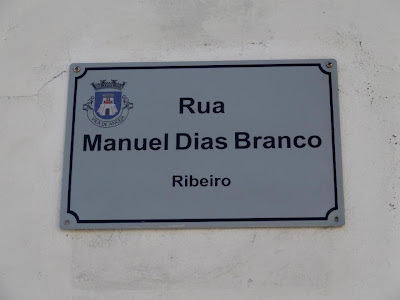 Rua
Manuel Dias Branco
Ribeiro